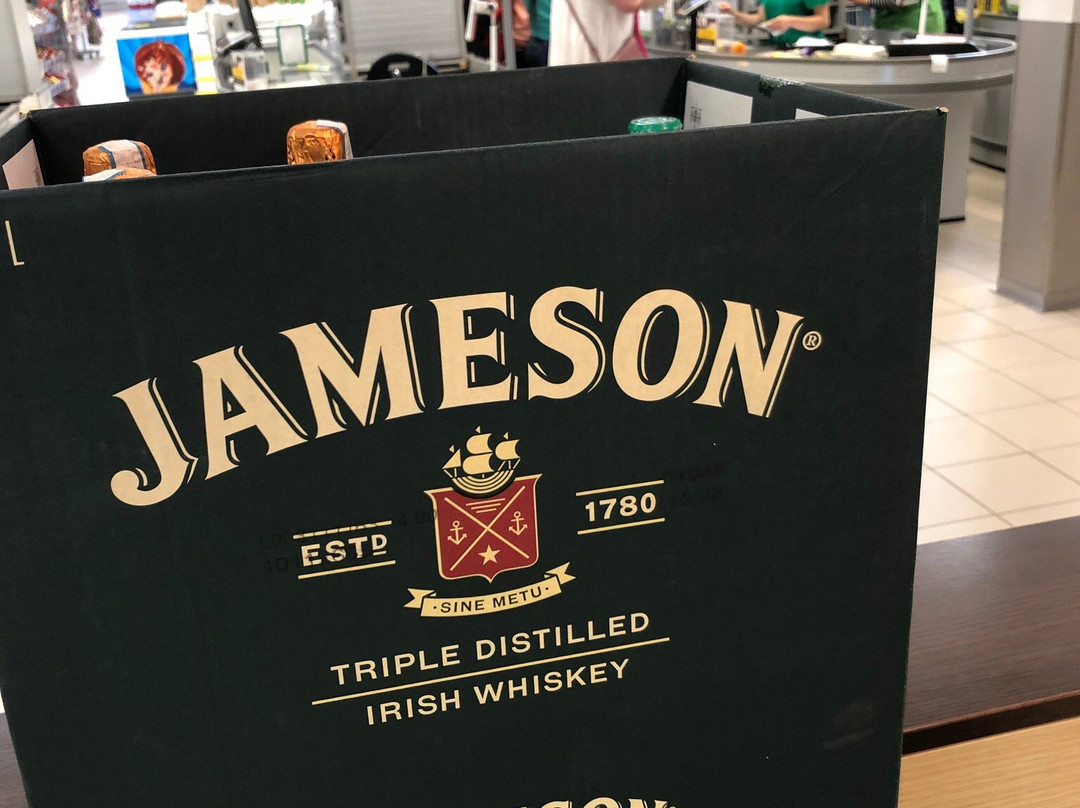 JAMESON®
ESTD 1780
SINE METU
TRIPLE DISTILLED
IRISH WHISKEY